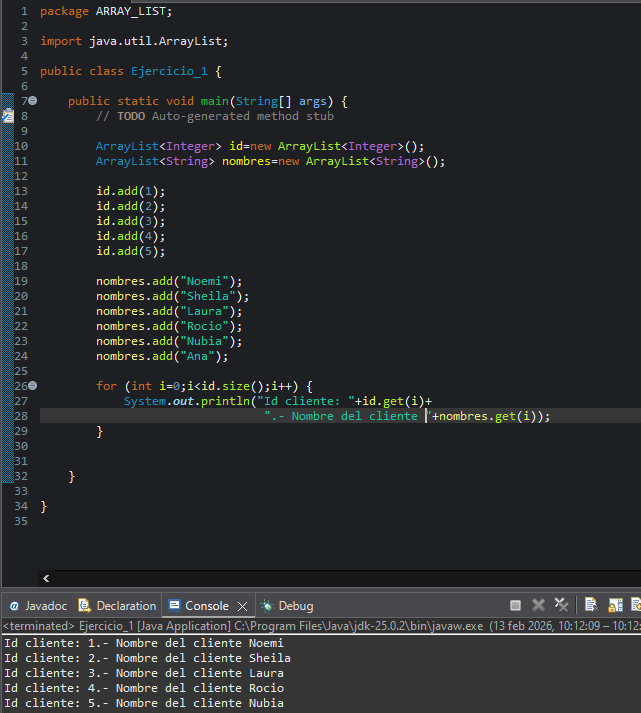 1 package ARRAY_LIST;
2
3 import java.util.ArrayList;
4
5 public class Ejercicio_1 {
6
7 public static void main(String[] args) {
8 // TODO Auto-generated method stub
9
10 ArrayList<Integer> id=new ArrayList<Integer>();
11 ArrayList<String> nombres=new ArrayList<String>();
12
13 id.add(1);
14 id.add(2);
15 id.add(3);
16 id.add(4);
17 id.add(5);
18
19 nombres.add("Noemi");
20 nombres.add("Sheila");
21 nombres.add("Laura");
22 nombres.add("Rocio");
23 nombres.add("Nubia");
24 nombres.add("Ana");
25
26 for (int i=0;i<id.size();i++) {
27 System.out.println("Id cliente: "+id.get(i)+
28 ".- Nombre del cliente "+nombres.get(i));
29 }
30
31
32 }
33
34 }
35
@ Javadoc Declaration Console Debug
<terminated> Ejercicio_1 [Java Application] C:\Program Files\Java\jdk-25.0.2\bin\javaw.exe (13 feb 2026, 10:12:09 – 10:12:
Id cliente: 1.- Nombre del cliente Noemi
Id cliente: 2.- Nombre del cliente Sheila
Id cliente: 3.- Nombre del cliente Laura
Id cliente: 4.- Nombre del cliente Rocio
Id cliente: 5.- Nombre del cliente Nubia